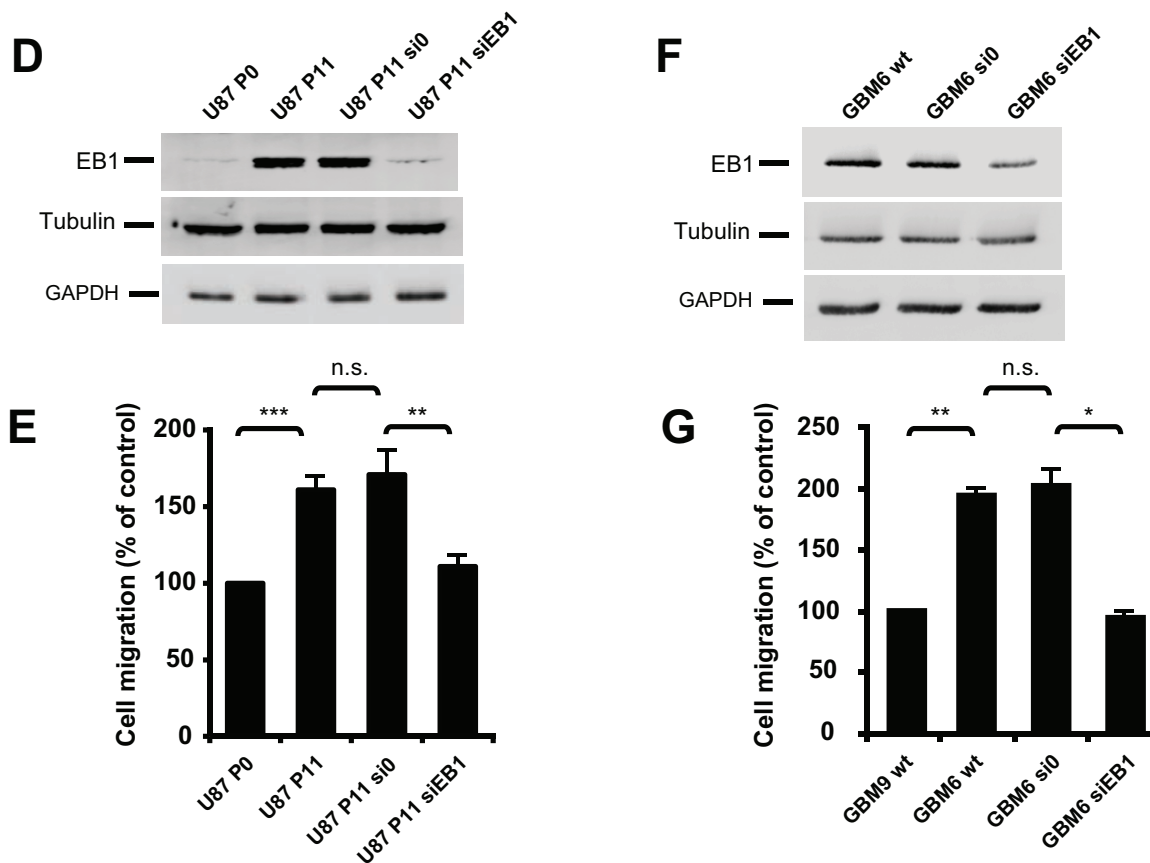 D
U87 P0
U87 P11
U87 P11 si0
U87 P11 siEB1
EB1
Tubulin
GAPDH
E
Cell migration (% of control)
n.s.
***
**
200
150
100
50
0
U87 P0
U87 P11
U87 P11 si0
U87 P11 siEB1
F
GBM6 wt
GBM6 si0
GBM6 siEB1
EB1
Tubulin
GAPDH
G
Cell migration (% of control)
n.s.
**
*
250
200
150
100
50
0
GBM9 wt
GBM6 wt
GBM6 si0
GBM6 siEB1